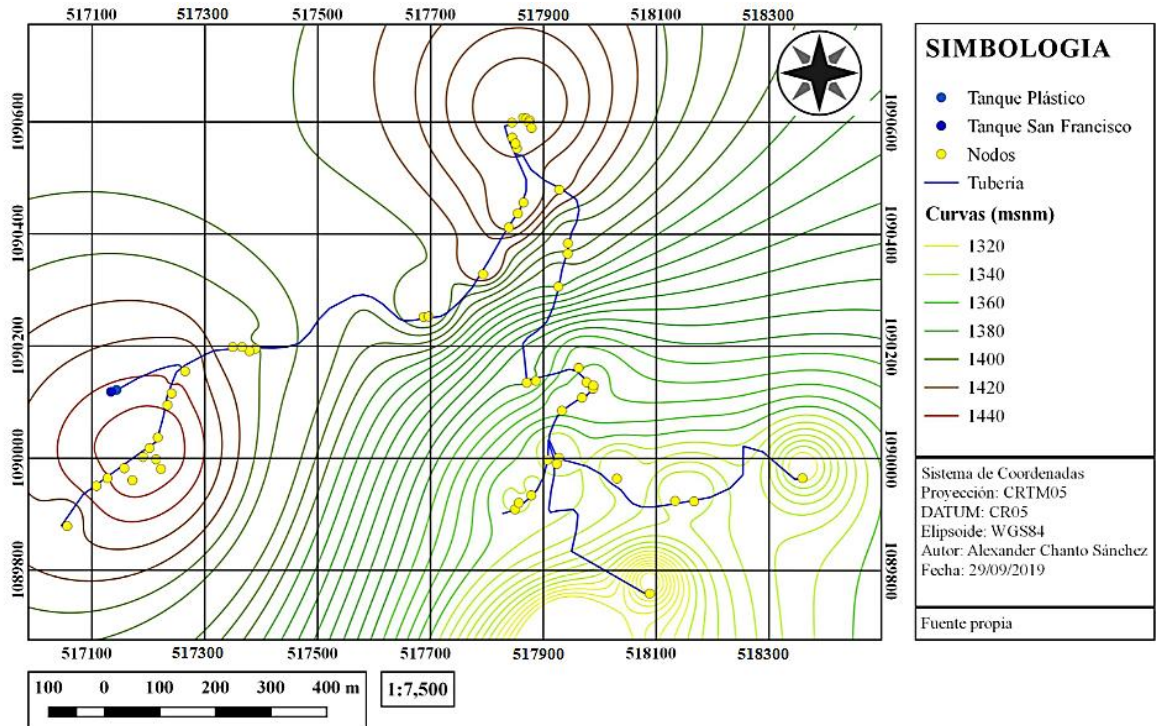 517100 517300 517500 517700 517900 518100 518300
1090600
1090400
1090200
1090000
1089800
1090600
1090400
1090200
1090000
1089800
517100 517300 517500 517700 517900 518100 518300
SIMBOLOGIA
Tanque Plástico
Tanque San Francisco
Nodos
Tubería
Curvas (msnm)
1320
1340
1360
1380
1400
1420
1440
Sistema de Coordenadas
Proyección: CRTM05
DATUM: CR05
Elipsoide: WGS84
Autor: Alexander Chanto Sánchez
Fecha: 29/09/2019
Fuente propia
100 0 100 200 300 400 m
1:7,500